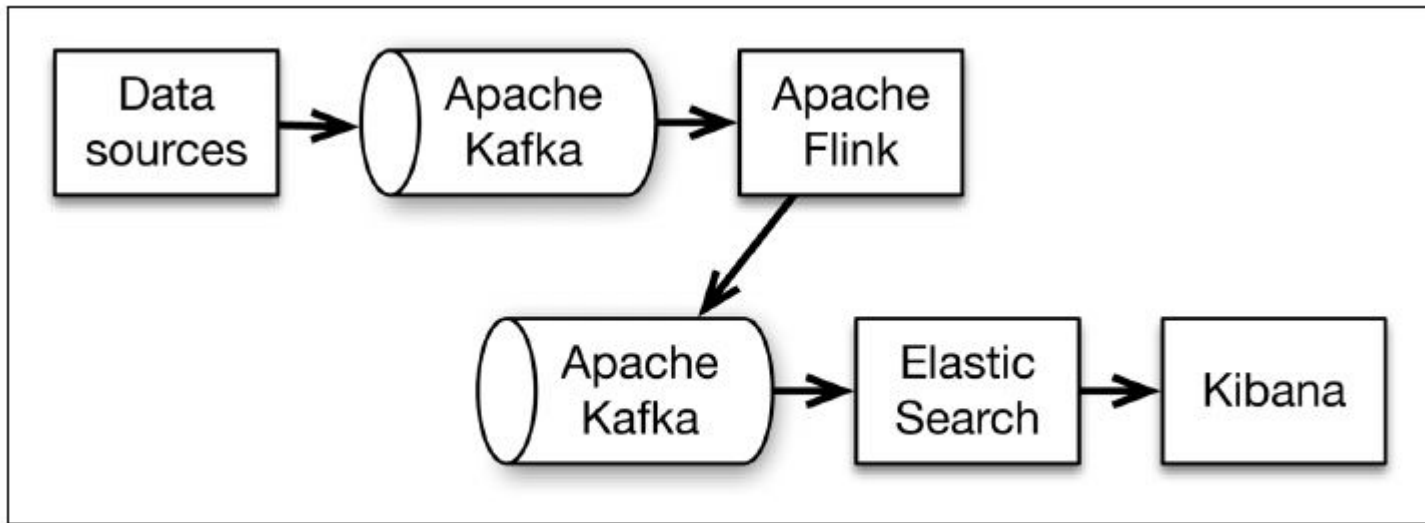 Data
sources
Apache
Kafka
Apache
Flink
Apache
Kafka
Elastic
Search
Kibana